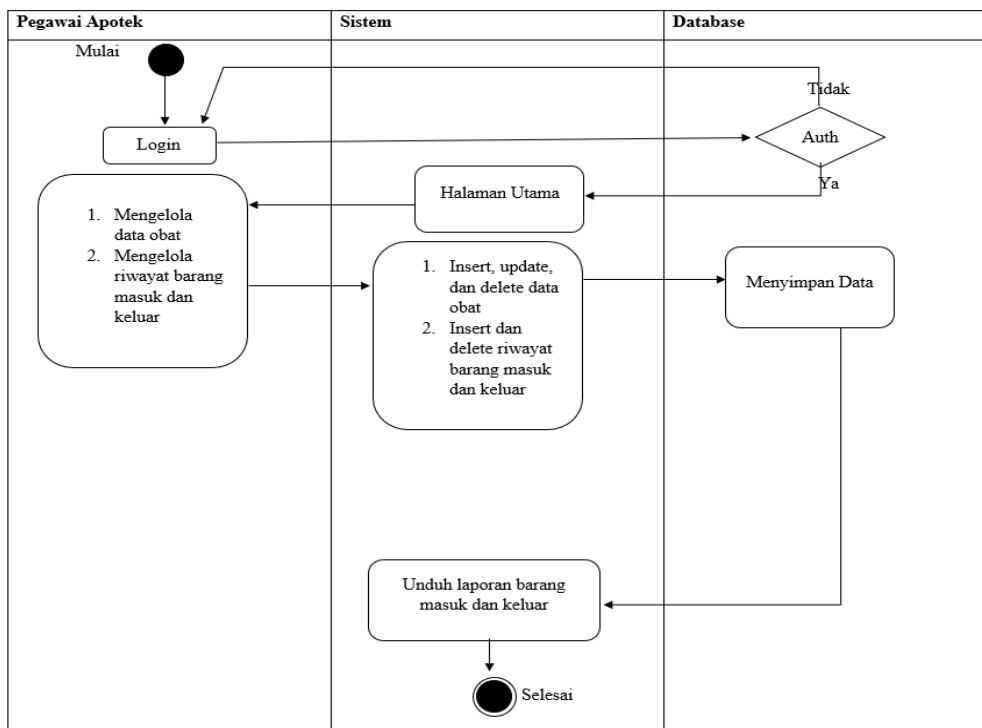 Pegawai Apotek
Sistem
Database
Mulai
Tidak
Login
Auth
Ya
Halaman Utama
1. Mengelola
data obat
2. Mengelola
riwayat barang
masuk dan
keluar
1. Insert, update,
dan delete data
obat
2. Insert dan
delete riwayat
barang masuk
dan keluar
Menyimpan Data
Unduh laporan barang
masuk dan keluar
Selesai